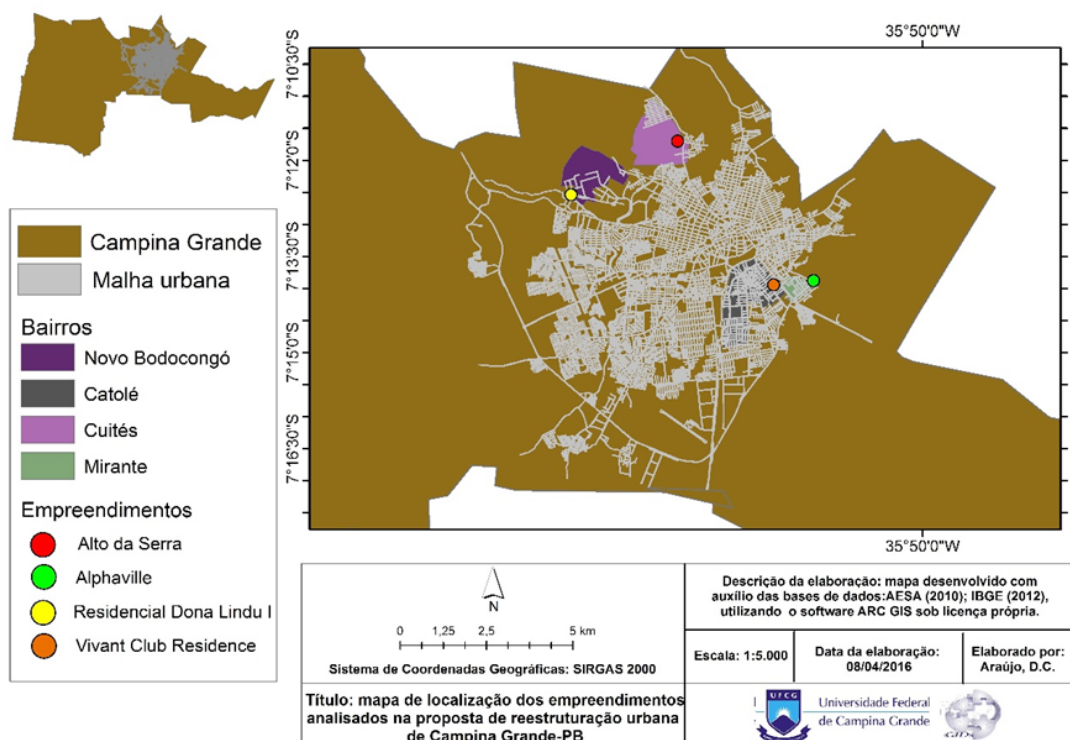 35°50'0"W
7°10'30"S
7°12'0"S
7°13'30"S
7°15'0"S
7°16'30"S
35°50'0"W
Campina Grande
Malha urbana
Bairros
Novo Bodocongó
Catolé
Cuités
Mirante
Empreendimentos
Alto da Serra
Alphaville
Residencial Dona Lindu I
Vivant Club Residence
N
0 1,25 2,5 5 km
Sistema de Coordenadas Geográficas: SIRGAS 2000
Título: mapa de localização dos empreendimentos
analisados na proposta de reestruturação urbana
de Campina Grande-PB
Descrição da elaboração: mapa desenvolvido com
auxílio das bases de dados:AESA (2010); IBGE (2012),
utilizando o software ARC GIS sob licença própria.
Escala: 1:5.000
Data da elaboração:
08/04/2016
Elaborado por:
Araújo, D.C.
UFCG
Universidade Federal
de Campina Grande